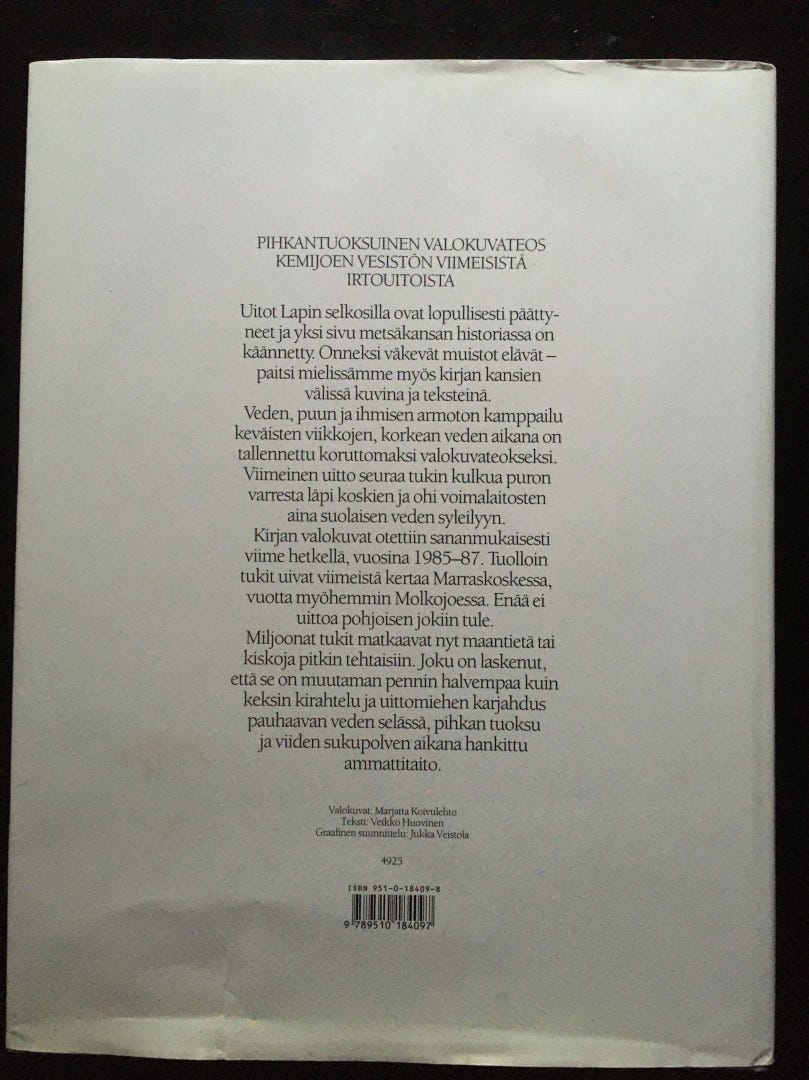 PIHKANTUOKSUINEN VALOKUVATEOS
KEMIJOEN VESISTÖN VIIMEISISTÄ
IRTOUITOISTA
Uitot Lapin selkosilla ovat lopullisesti päätty-
neet ja yksi sivu metsäkansan historiassa on
käännetty. Onneksi väkevät muistot elävät –
paitsi mielissämme myös kirjan kansien
välissä kuvina ja teksteinä.
Veden, puun ja ihmisen armoton kamppailu
keväisten viikkojen, korkean veden aikana on
tallennettu koruttomaksi valokuvateokseksi.
Viimeinen uitto seuraa tukin kulkua puron
varresta läpi koskien ja ohi voimalaitosten
aina suolaisen veden syleilyyn.
Kirjan valokuvat otettiin sananmukaisesti
viime hetkellä, vuosina 1985–87. Tuolloin
tukit uivat viimeistä kertaa Marraskoskessa,
vuotta myöhemmin Molkojoessa. Enää ei
uittoa pohjoisen jokiin tule.
Miljoonat tukit matkaavat nyt maantietä tai
kiskoja pitkin tehtaisiin. Joku on laskenut,
että se on muutaman pennin halvempaa kuin
keksin kirahtelu ja uittomiehen karjahdus
pauhaavan veden selässä, pihkan tuoksu
ja viiden sukupolven aikana hankittu
ammattitaito.
Valokuvat: Marjatta Koivulehto
Teksti: Veikko Huovinen
Graafinen suunnittelu: Jukka Veistola
4925
ISBN 951-0-18409-8
9 789510 184097